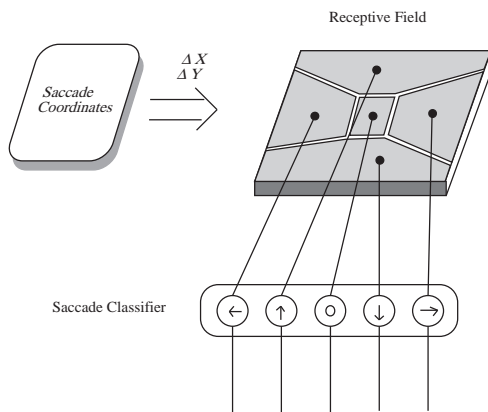 Receptive Field
Δ X
Δ Y
Saccade
Coordinates
Saccade Classifier
← ↑ O ↓ →